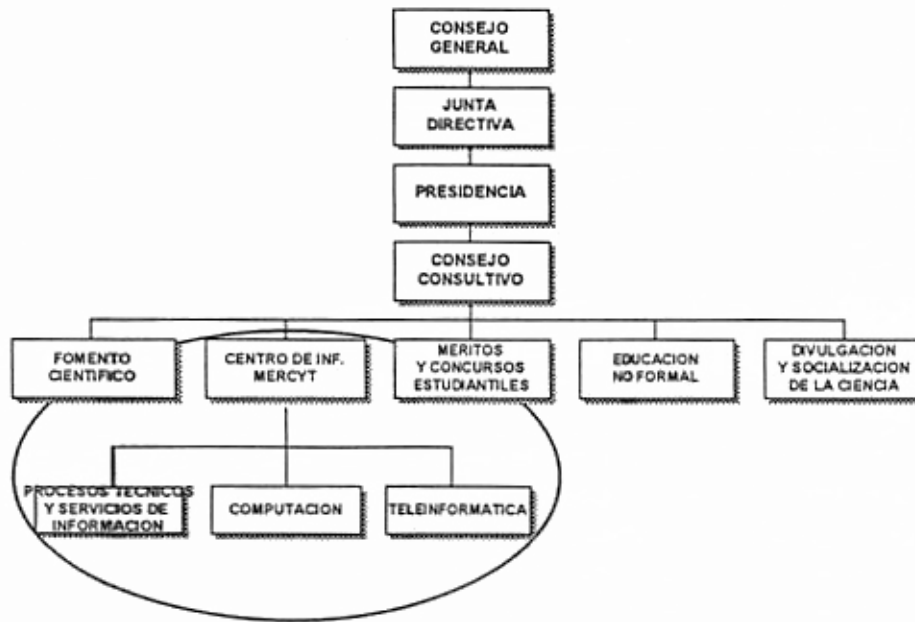 CONSEJO
GENERAL
JUNTA
DIRECTIVA
PRESIDENCIA
CONSEJO
CONSULTIVO
FOMENTO
CIENTIFICO
CENTRO DE INF.
MERCYT
MERITOS
Y CONCURSOS
ESTUDIANTILES
EDUCACION
NO FORMAL
DIVULGACION
Y SOCIALIZACION
DE LA CIENCIA
PROCESOS TECNICOS
Y SERVICIOS DE
INFORMACION
COMPUTACION
TELEINFORMATICA